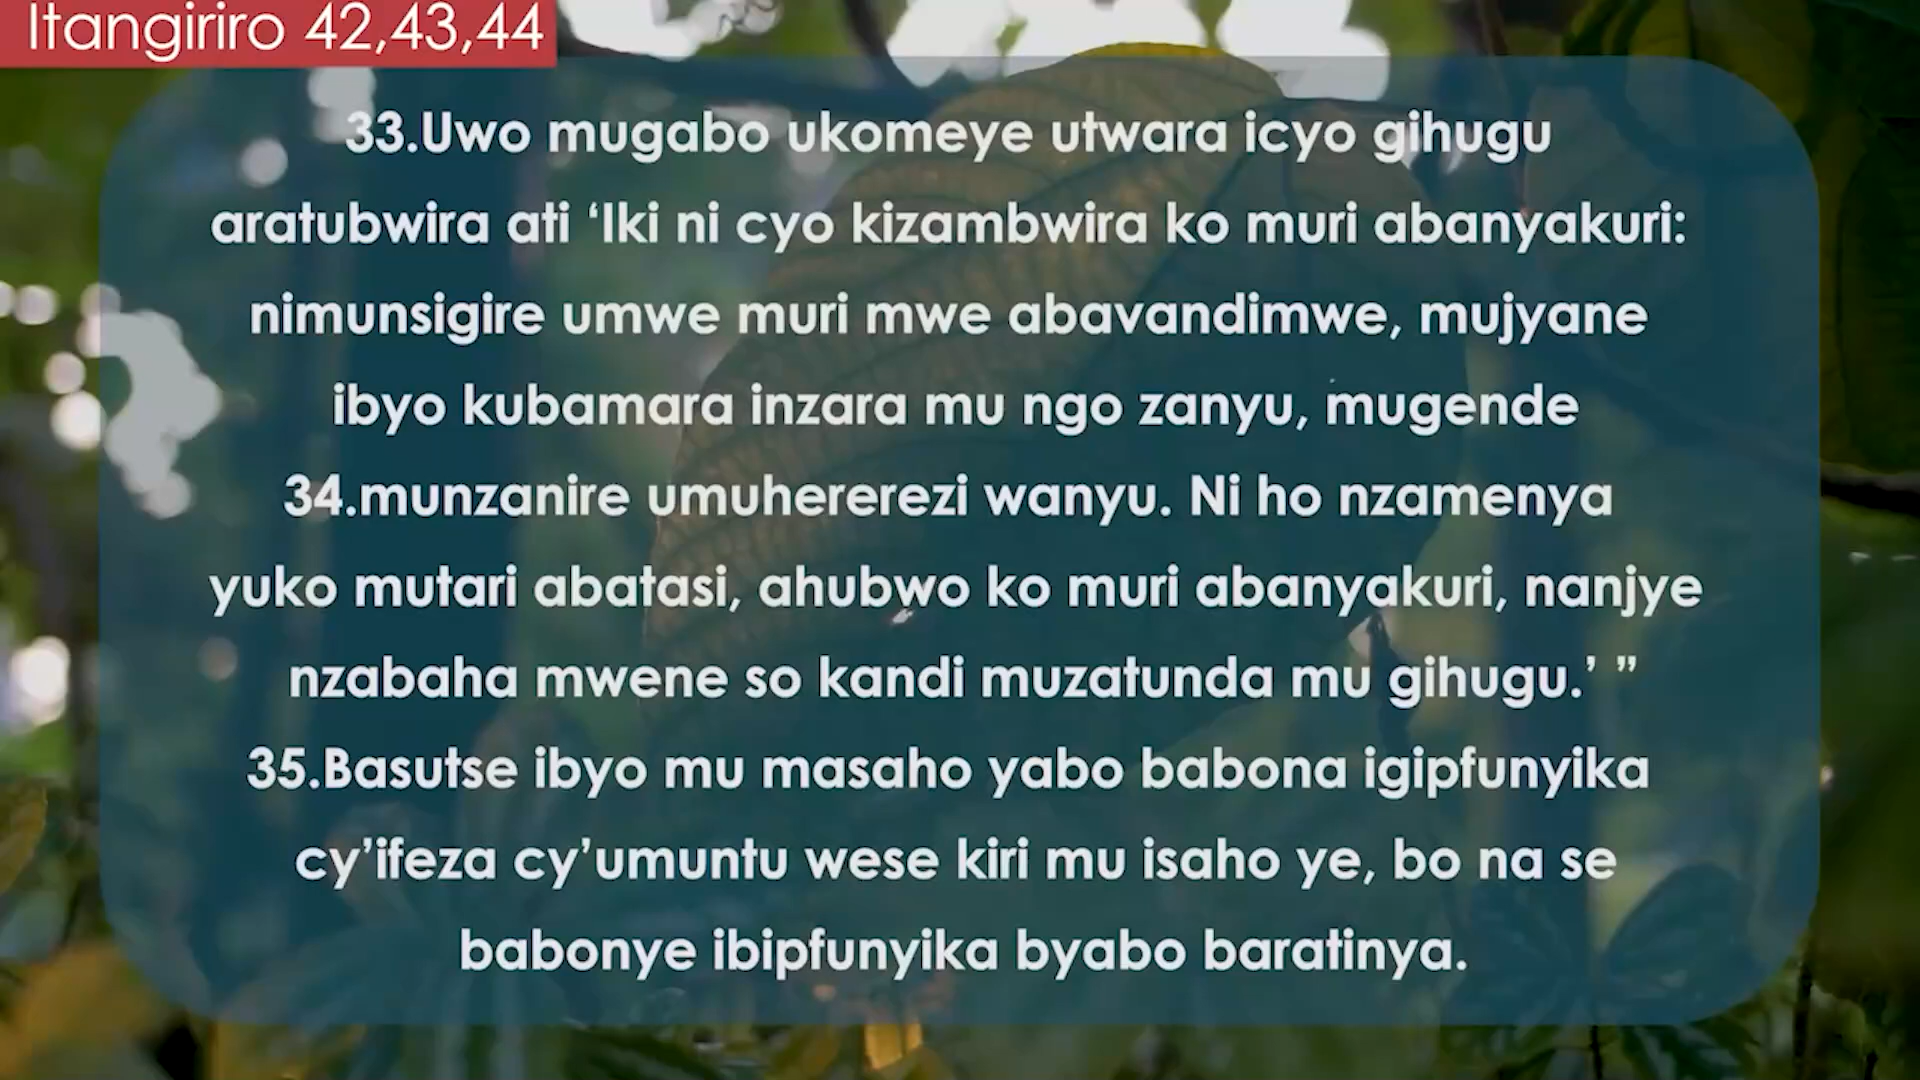 Itangiriro 42,43,44
33.Uwo mugabo ukomeye utwara icyo gihugu
aratubwira ati ‘Iki ni cyo kizambwira ko muri abanyakuri:
nimunsigire umwe muri mwe abavandimwe, mujyane
ibyo kubamara inzara mu ngo zanyu, mugende
34.munzanire umuhererezi wanyu. Ni ho nzamenya
yuko mutari abatasi, ahubwo ko muri abanyakuri, nanjye
nzabaha mwene so kandi muzatunda mu gihugu.’ ”
35.Basutse ibyo mu masaho yabo babona igipfunyika
cy’ifeza cy’umuntu wese kiri mu isaho ye, bo na se
babonye ibipfunyika byabo baratinya.